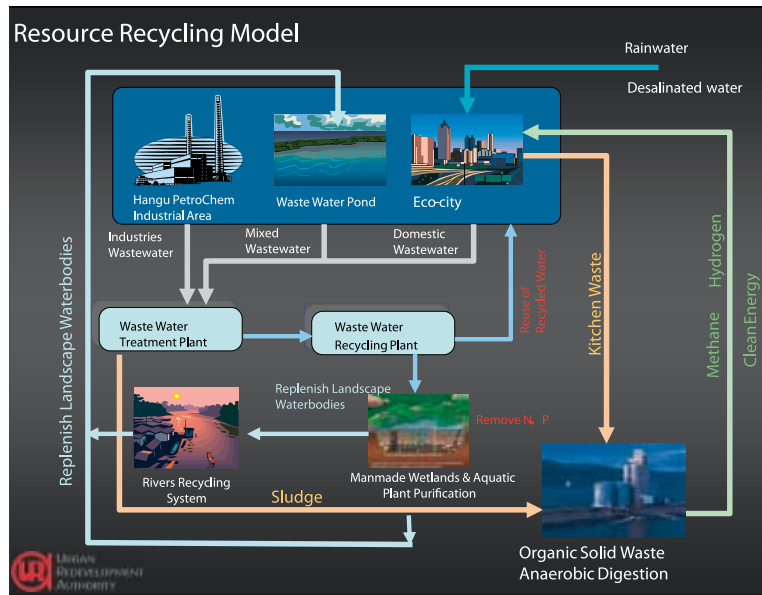 Resource Recycling Model
Rainwater
Desalinated water
Hangu PetroChem
Industrial Area
Waste Water Pond
Eco-city
Industries
Wastewater
Mixed
Wastewater
Domestic
Wastewater
Replenish Landscape Waterbodies
Waste Water
Treatment Plant
Waste Water
Recycling Plant
Reuse of
Recycled Water
Kitchen Waste
Methane Hydrogen
CleanEnergy
Replenish Landscape
Waterbodies
Remove N, P
Rivers Recycling
System
Manmade Wetlands & Aquatic
Plant Purification
Sludge
Organic Solid Waste
Anaerobic Digestion
URBAN
REDEVELOPMENT
AUTHORITY